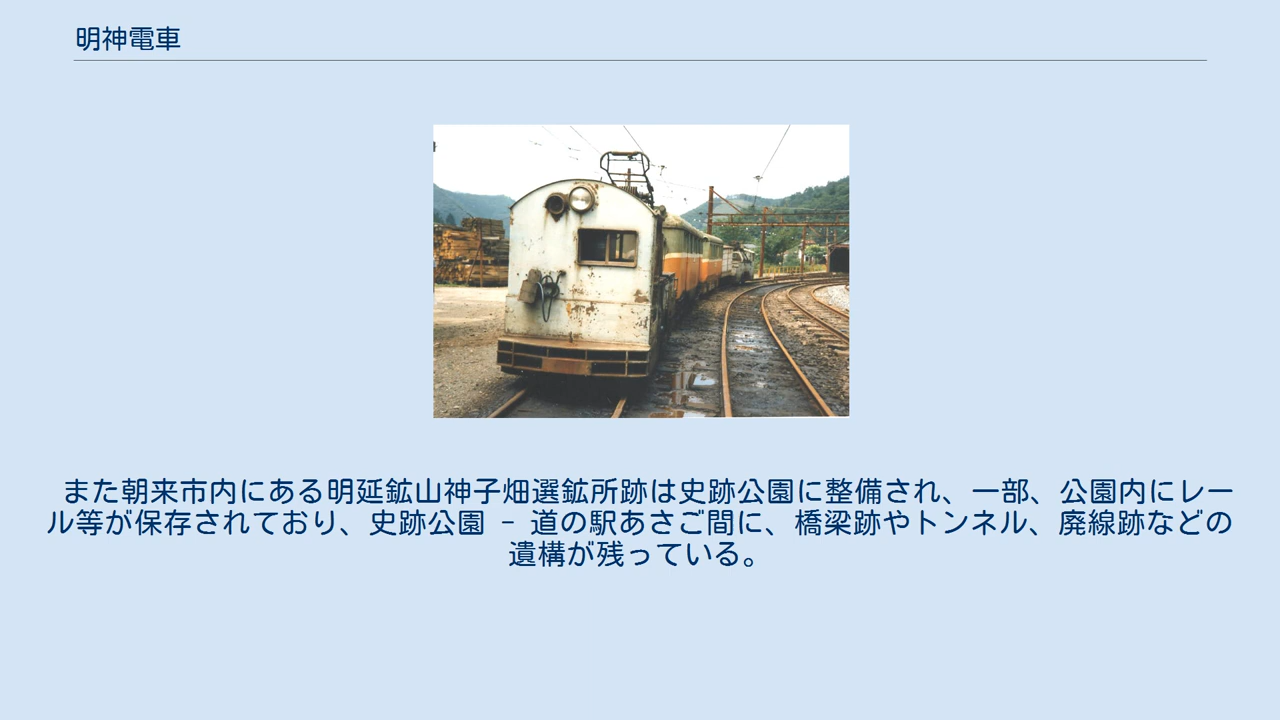 明神電車
また朝来市内にある明延鉱山神子畑選鉱所跡は史跡公園に整備され、一部、公園内にレー
ル等が保存されており、史跡公園 - 道の駅あさご間に、橋梁跡やトンネル、廃線跡などの
遺構が残っている。